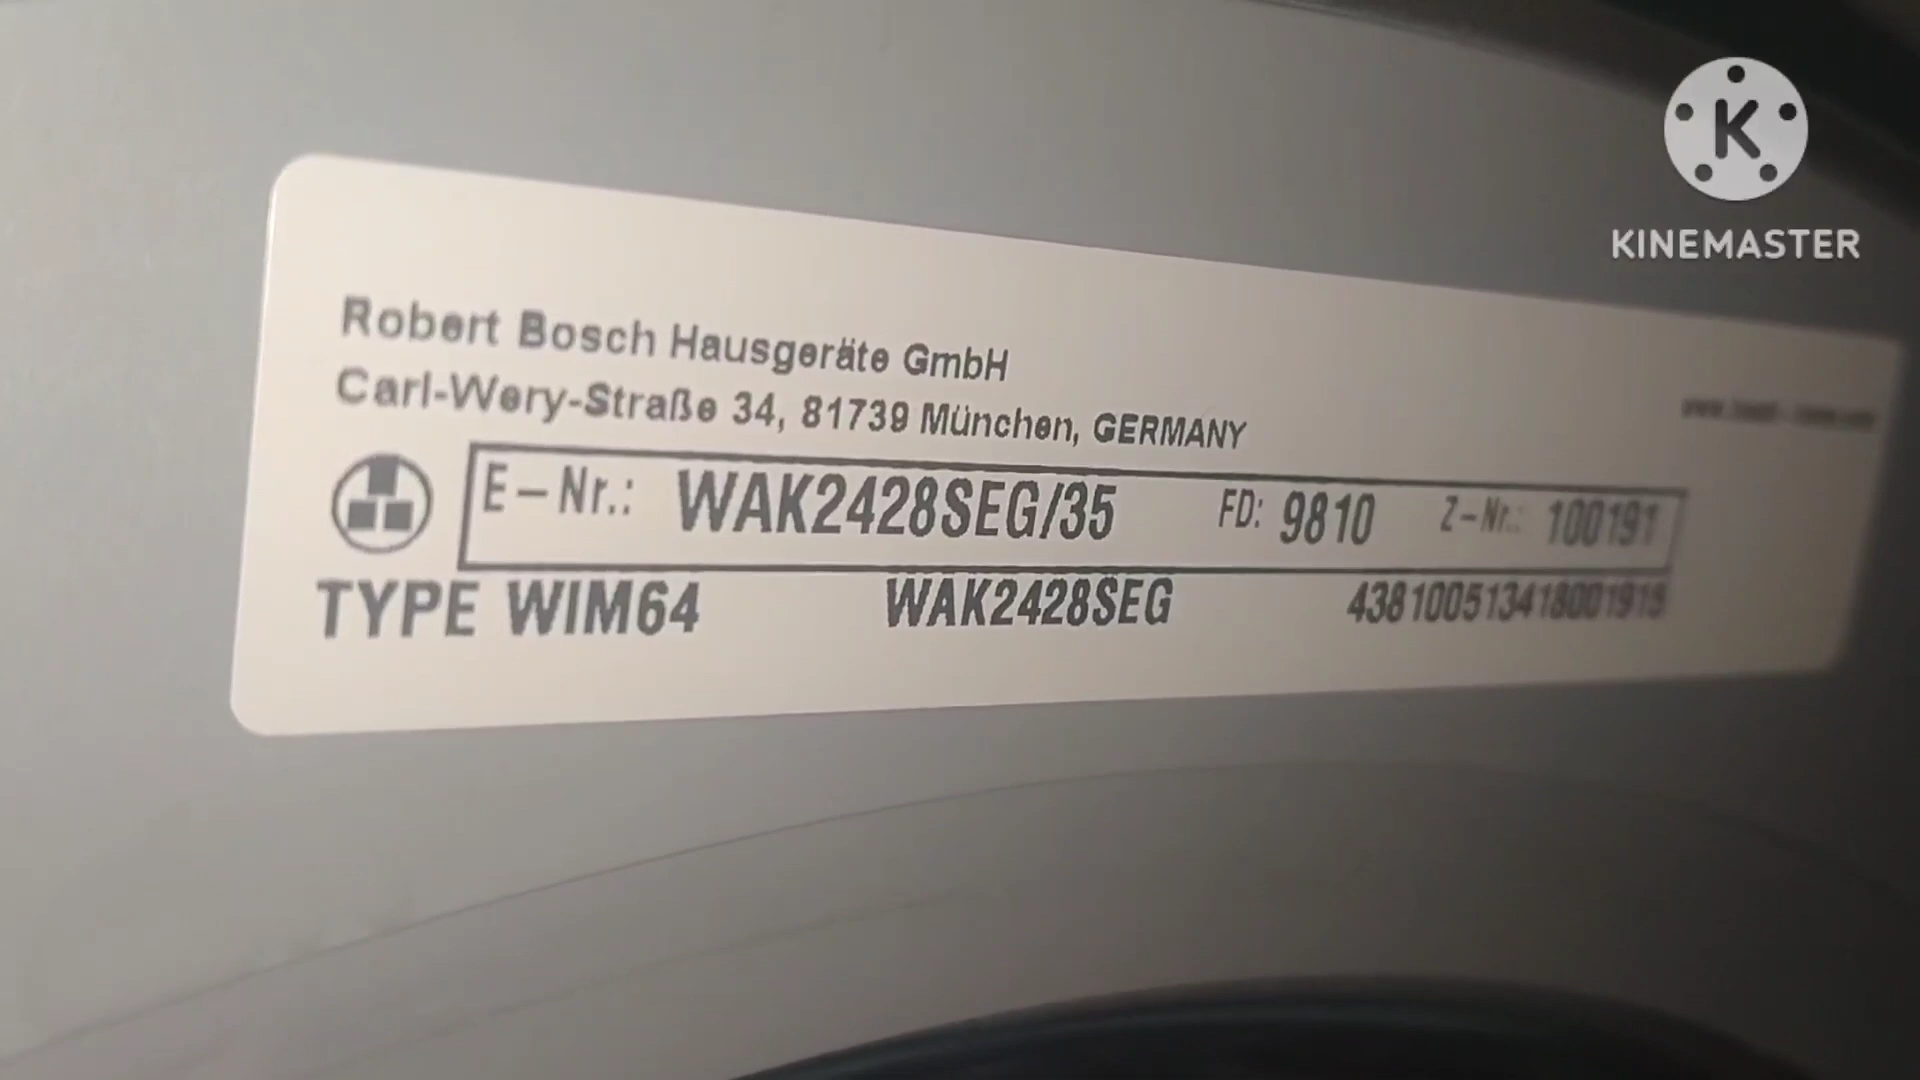 K
KINEMASTER
Robert Bosch Hausgeräte GmbH
Carl-Wery-Straße 34, 81739 München, GERMANY
E-Nr.: WAK2428SEG/35 FD: 9810 Z-Nr.: 100191
TYPE WIM64 WAK2428SEG 438100513418001915